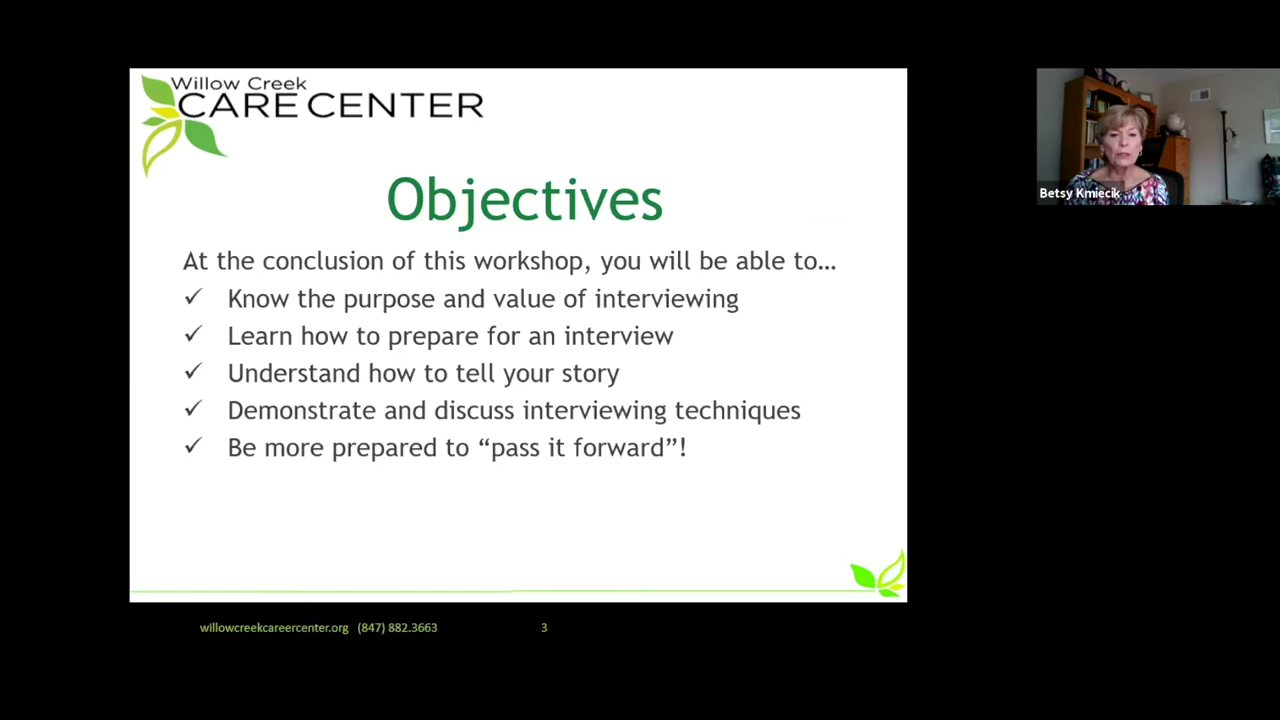 Willow Creek
CARE CENTER
Objectives
At the conclusion of this workshop, you will be able to…
✓ Know the purpose and value of interviewing
✓ Learn how to prepare for an interview
✓ Understand how to tell your story
✓ Demonstrate and discuss interviewing techniques
✓ Be more prepared to “pass it forward”!
willowcreekcareercenter.org (847) 882.3663 3
Betsy Kmiecik